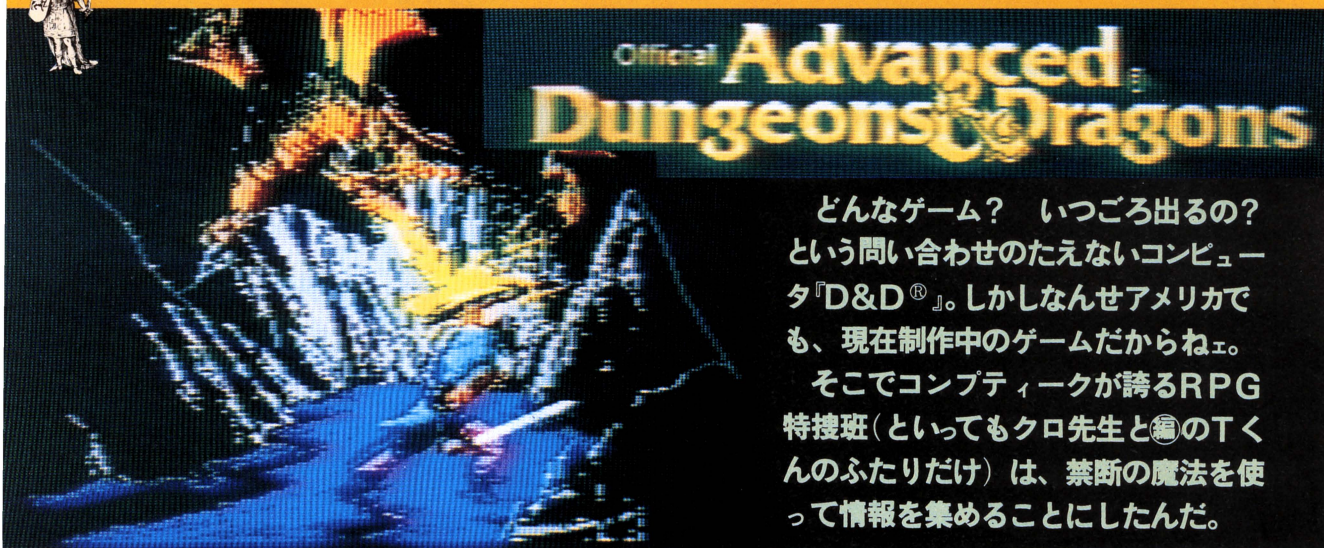 Official Advanced
Dungeons & Dragons
どんなゲーム？　いつごろ出るの？
という問い合わせのたえないコンピュー
タ『D&D®』。しかしなんせアメリカで
も、現在制作中のゲームだからねェ。
そこでコンプティークが誇るRPG
特捜班（といってもクロ先生と㊙のTく
んのふたりだけ）は、禁断の魔法を使
って情報を集めることにしたんだ。